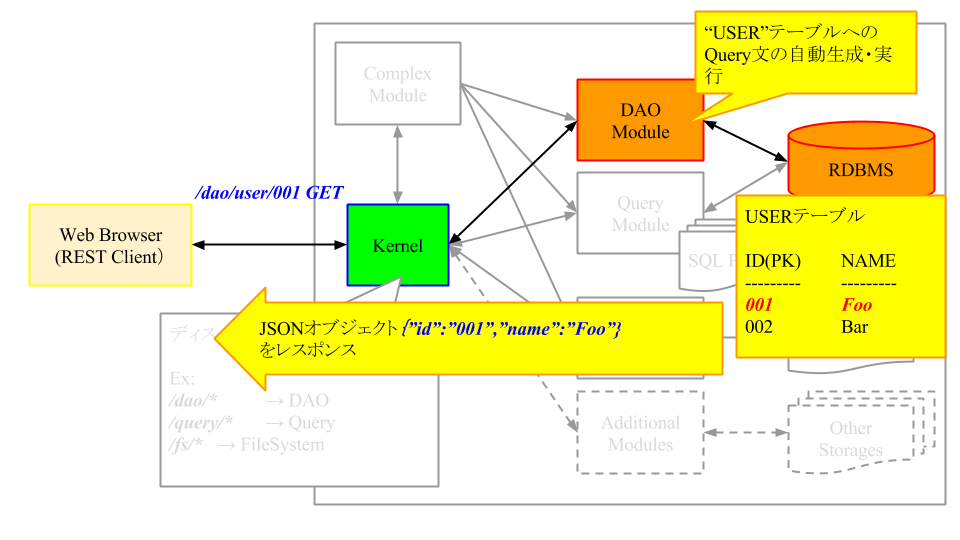 “USER”テーブルへの
Query文の自動生成・実
行
Complex
Module
DAO
Module
RDBMS
/dao/user/001 GET
Query
Module
Web Browser
(REST Client)
Kernel
USERテーブル
SQL
ID(PK) NAME
--------- ---------
001 Foo
002 Bar
JSONオブジェクト{”id”:”001”,”name”:”Foo”}
をレスポンス
Ex:
/dao/* → DAO
/query/* → Query
/fs/* → FileSystem
Additional
Modules
Other
Storages